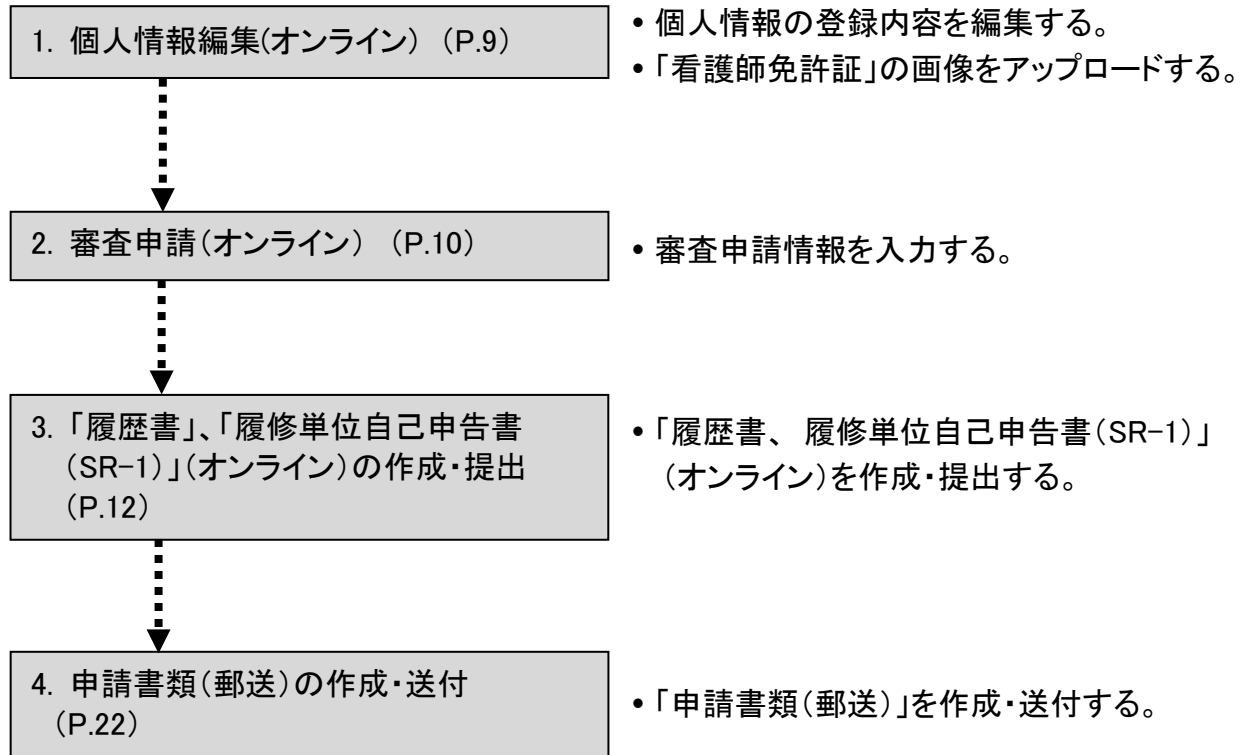 1. 個人情報編集(オンライン) (P.9)
• 個人情報の登録内容を編集する。
• 「看護師免許証」の画像をアップロードする。
2. 審査申請(オンライン) (P.10)
• 審査申請情報を入力する。
3. 「履歴書」、「履修単位自己申告書
(SR-1)」(オンライン)の作成・提出
(P.12)
• 「履歴書、 履修単位自己申告書(SR-1)」
(オンライン)を作成・提出する。
4. 申請書類(郵送)の作成・送付
(P.22)
• 「申請書類(郵送)」を作成・送付する。